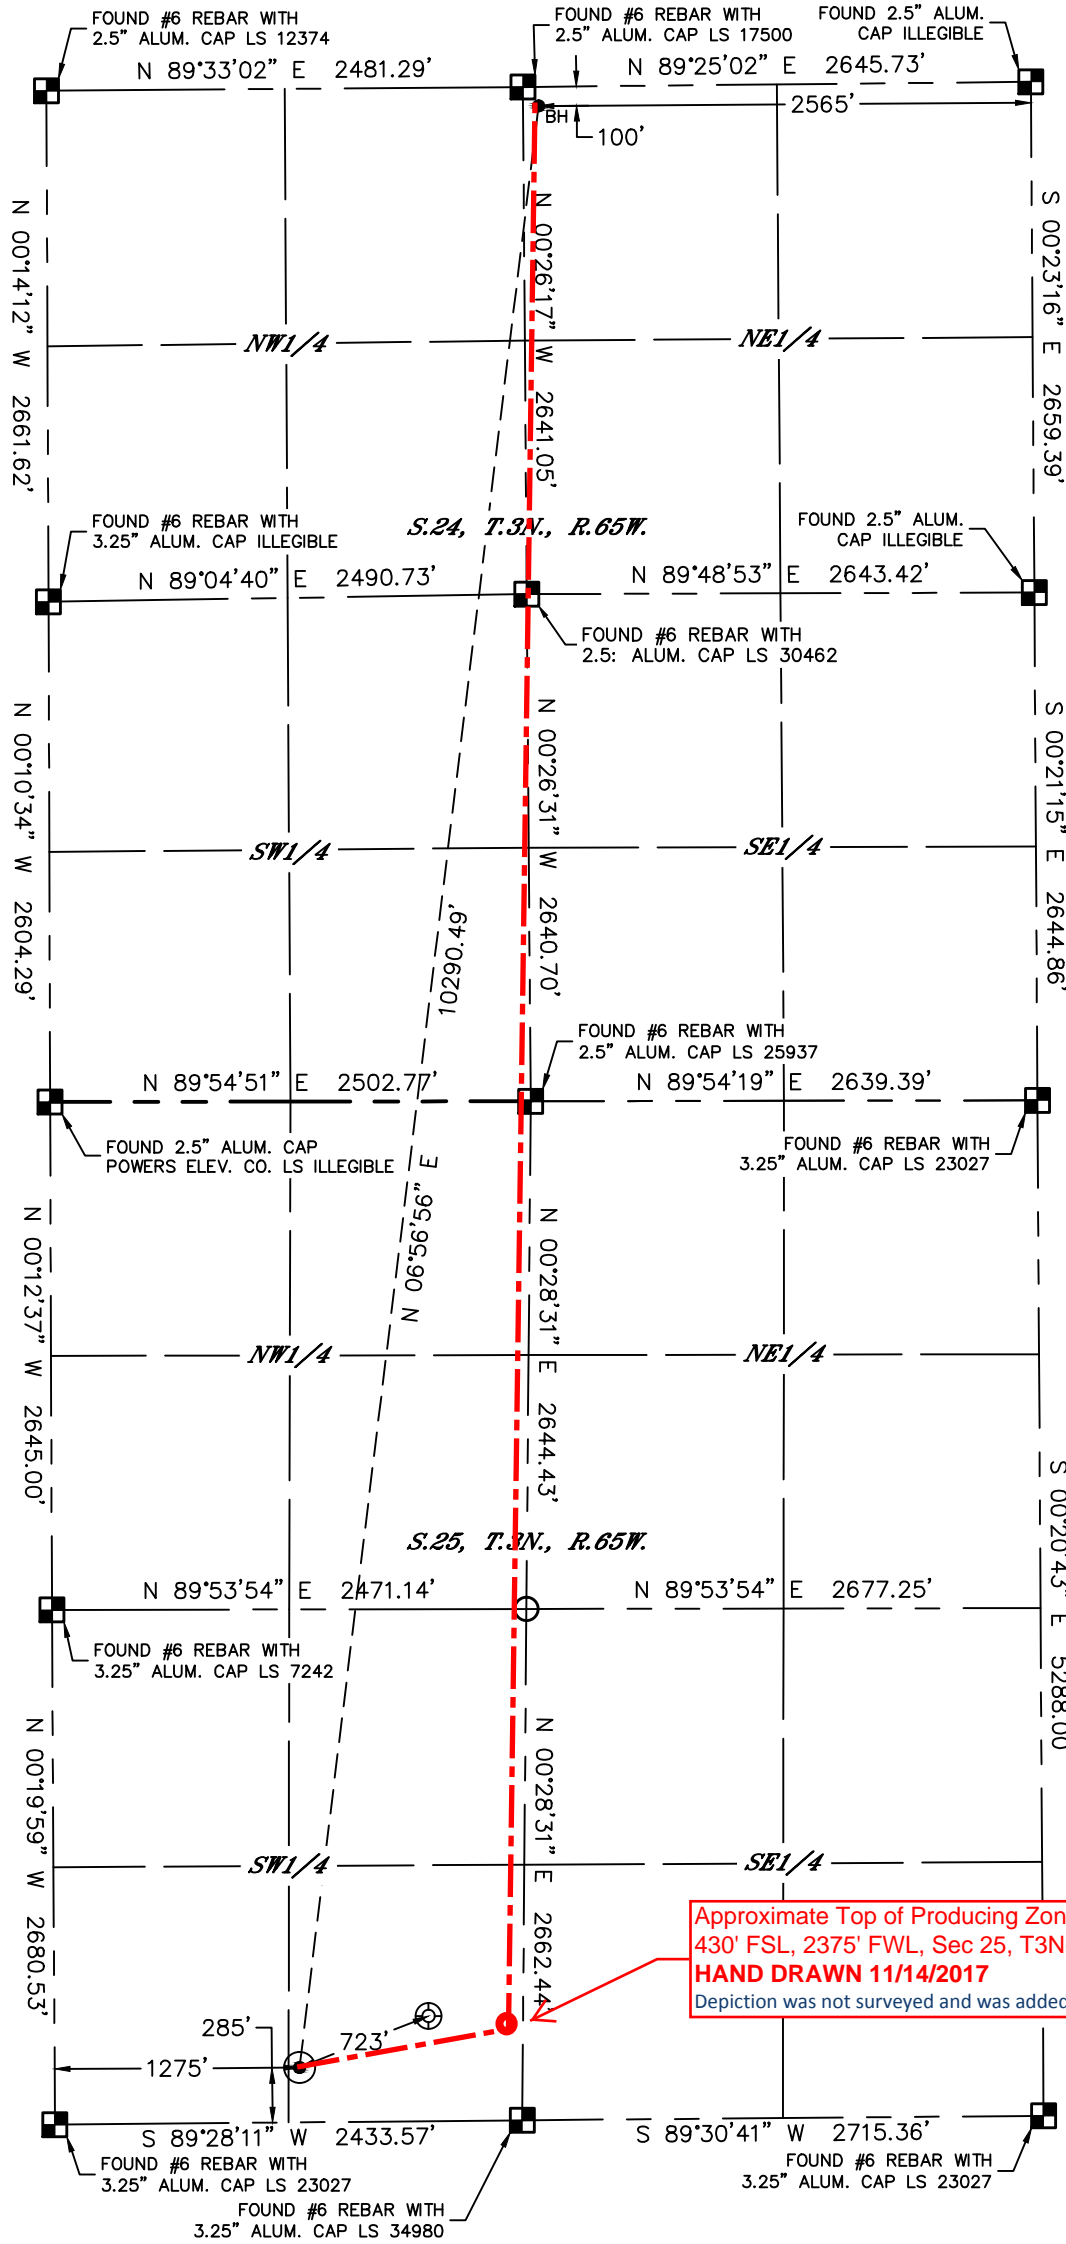 FOUND #6 REBAR WITH
2.5" ALUM. CAP LS 12374
FOUND #6 REBAR WITH
2.5" ALUM. CAP LS 17500
FOUND 2.5" ALUM.
CAP ILLEGIBLE
N 89°33'02" E 2481.29'
N 89°25'02" E 2645.73'
BH
2565'
100'
N 00°14'12" W 2661.62'
N 00°26'17" W 2641.05'
S 00°23'16" E 2659.39'
NW1/4
NE1/4
S.24, T.3N., R.65W.
FOUND #6 REBAR WITH
3.25" ALUM. CAP ILLEGIBLE
FOUND 2.5" ALUM.
CAP ILLEGIBLE
N 89°04'40" E 2490.73'
N 89°48'53" E 2643.42'
FOUND #6 REBAR WITH
2.5: ALUM. CAP LS 30462
N 00°10'34" W 2604.29'
N 00°26'31" W 2640.70'
S 00°21'15" E 2644.86'
SW1/4
SE1/4
10290.49'
N 06°56'56" E
FOUND #6 REBAR WITH
2.5" ALUM. CAP LS 25937
N 89°54'51" E 2502.77'
N 89°54'19" E 2639.39'
FOUND 2.5" ALUM. CAP
POWERS ELEV. CO. LS ILLEGIBLE
FOUND #6 REBAR WITH
3.25" ALUM. CAP LS 23027
N 00°12'37" W 2645.00'
N 00°28'31" E 2644.43'
S 00°20'43" E 5288.00
NW1/4
NE1/4
S.25, T.3N., R.65W.
N 89°53'54" E 2471.14'
N 89°53'54" E 2677.25'
FOUND #6 REBAR WITH
3.25" ALUM. CAP LS 7242
N 00°19'59" W 2680.53'
N 00°28'31" E 2662.44'
SW1/4
SE1/4
Approximate Top of Producing Zon
430' FSL, 2375' FWL, Sec 25, T3N
HAND DRAWN 11/14/2017
Depiction was not surveyed and was added
285'
723'
1275'
S 89°28'11" W 2433.57'
S 89°30'41" W 2715.36'
FOUND #6 REBAR WITH
3.25" ALUM. CAP LS 23027
FOUND #6 REBAR WITH
3.25" ALUM. CAP LS 23027
FOUND #6 REBAR WITH
3.25" ALUM. CAP LS 34980